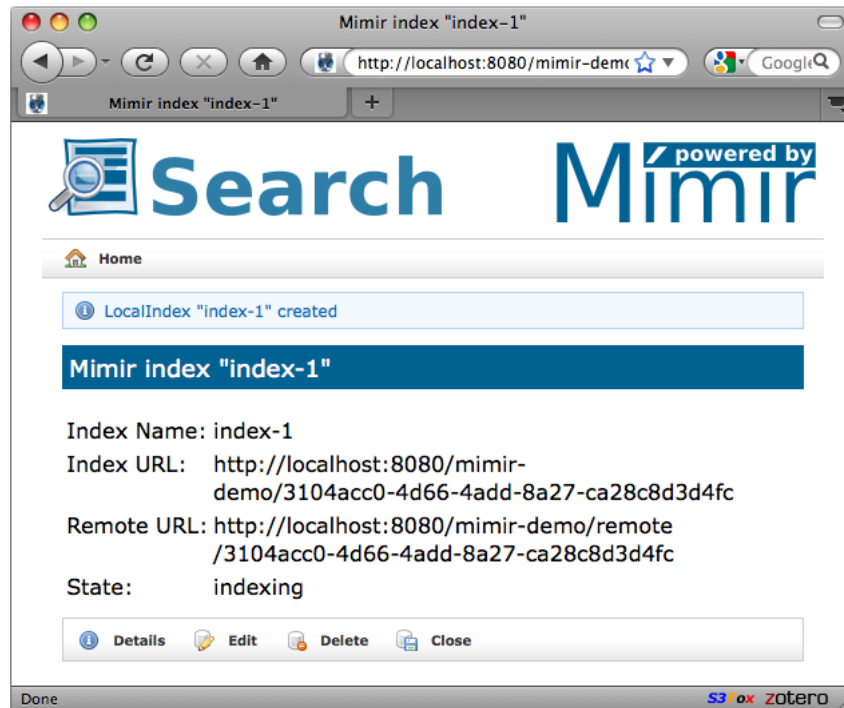 Mimir index "index-1"
http://localhost:8080/mimir-demo
Google
Mimir index "index-1"
Search
powered by
Mimir
Home
LocalIndex "index-1" created
Mimir index "index-1"
Index Name: index-1
Index URL: http://localhost:8080/mimir-
demo/3104acc0-4d66-4add-8a27-ca28c8d3d4fc
Remote URL: http://localhost:8080/mimir-demo/remote
/3104acc0-4d66-4add-8a27-ca28c8d3d4fc
State: indexing
Details Edit Delete Close
Done S3Fox zotero